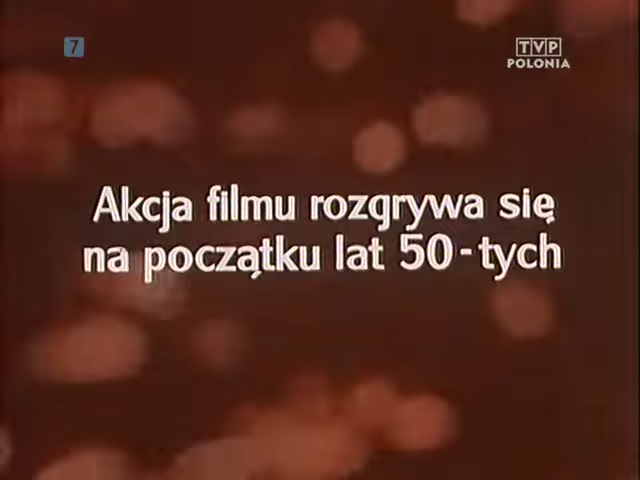 7
TVP
POLONIA
Akcja filmu rozgrywa się
na początku lat 50-tych